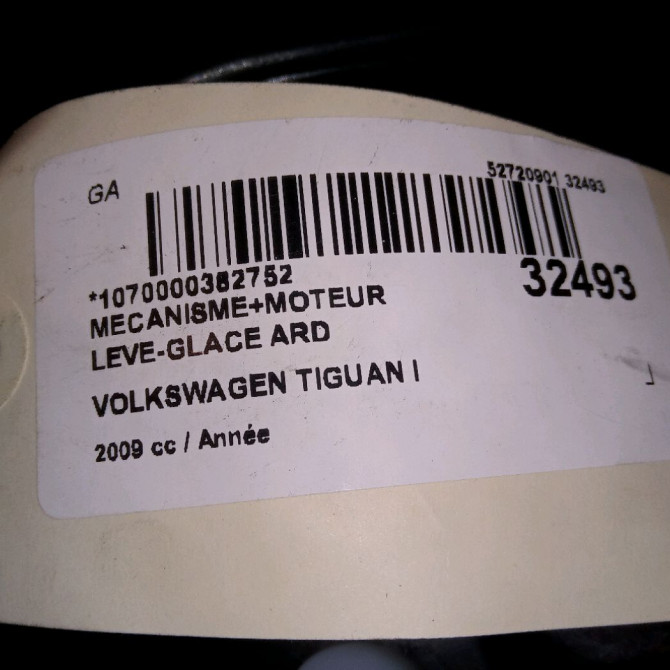 GA
52720901 32493
*1070000382752
32493
MECANISME+MOTEUR
LEVE-GLACE ARD
VOLKSWAGEN TIGUAN I
2009 cc / Année